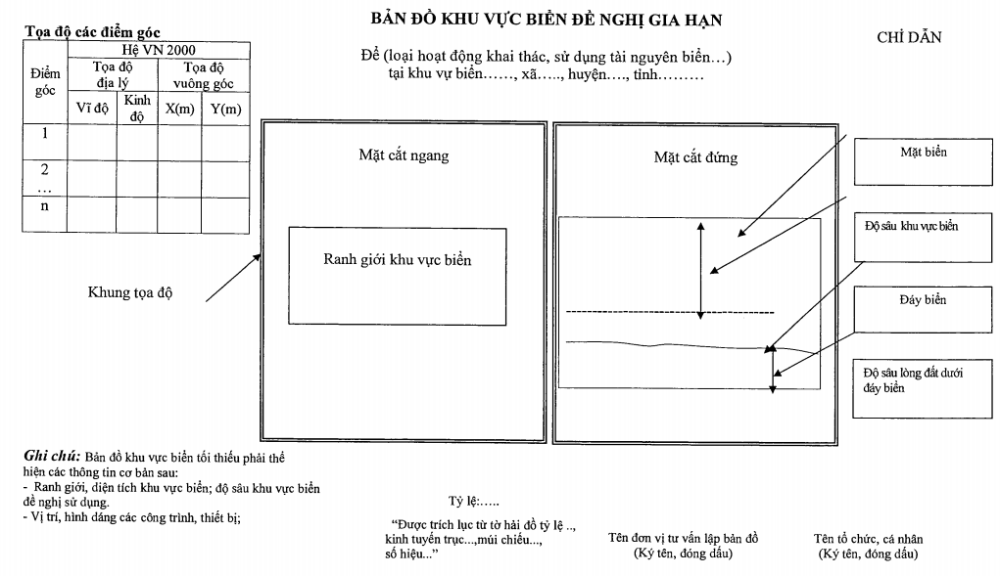 BẢN ĐỒ KHU VỰC BIỂN ĐỀ NGHỊ GIA HẠN
Để (loại hoạt động khai thác, sử dụng tài nguyên biển…)
tại khu vự biển……, xã….., huyện…., tỉnh………
CHỈ DẪN
Tọa độ các điểm góc
Điểm góc
Hệ VN 2000
Tọa độ địa lý
Tọa độ vuông góc
Vĩ độ
Kinh độ
X(m)
Y(m)
1
2
…
n
Khung tọa độ
Mặt cắt ngang
Ranh giới khu vực biển
Mặt cắt đứng
Mặt biển
Độ sâu khu vực biển
Đáy biển
Độ sâu lòng đất dưới
đáy biển
Ghi chú: Bản đồ khu vực biển tối thiếu phải thể
hiện các thông tin cơ bản sau:
- Ranh giới, diện tích khu vực biển; độ sâu khu vực biển
đề nghị sử dụng.
- Vị trí, hình dáng các công trình, thiết bị;
Tỷ lệ:…..
“Được trích lục từ tờ hải đồ tỷ lệ ..,
kinh tuyến trục...,múi chiếu...,
số hiệu...”
Tên đơn vị tư vấn lập bản đồ
(Ký tên, đóng dấu)
Tên tổ chức, cá nhân
(Ký tên, đóng dấu)